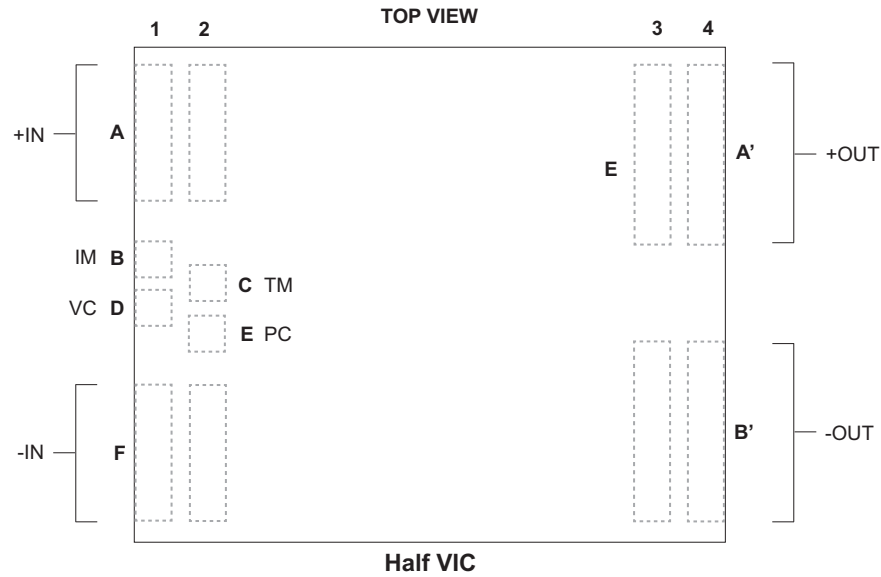 TOP VIEW
1 2 3 4
+IN A E A’ +OUT
IM B
C TM
VC D
E PC
-IN F B’ -OUT
Half VIC